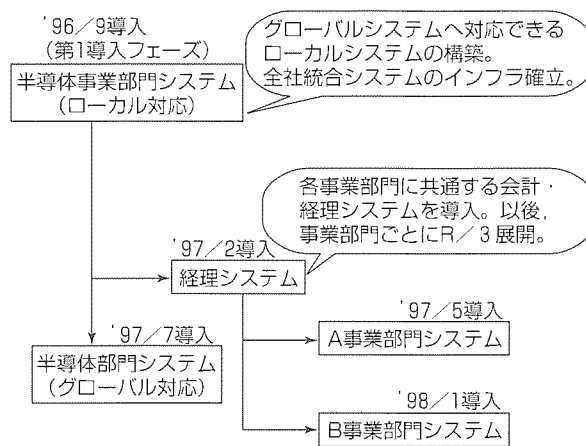 '96／9導入
(第1導入フェーズ)
半導体事業部門システム
(ローカル対応)
グローバルシステムへ対応できる
ローカルシステムの構築。
全社統合システムのインフラ確立。
各事業部門に共通する会計・
経理システムを導入。以後,
事業部門ごとにR／3展開。
'97／2導入
経理システム
'97／7導入
半導体部門システム
(グローバル対応)
'97／5導入
A事業部門システム
'98／1導入
B事業部門システム